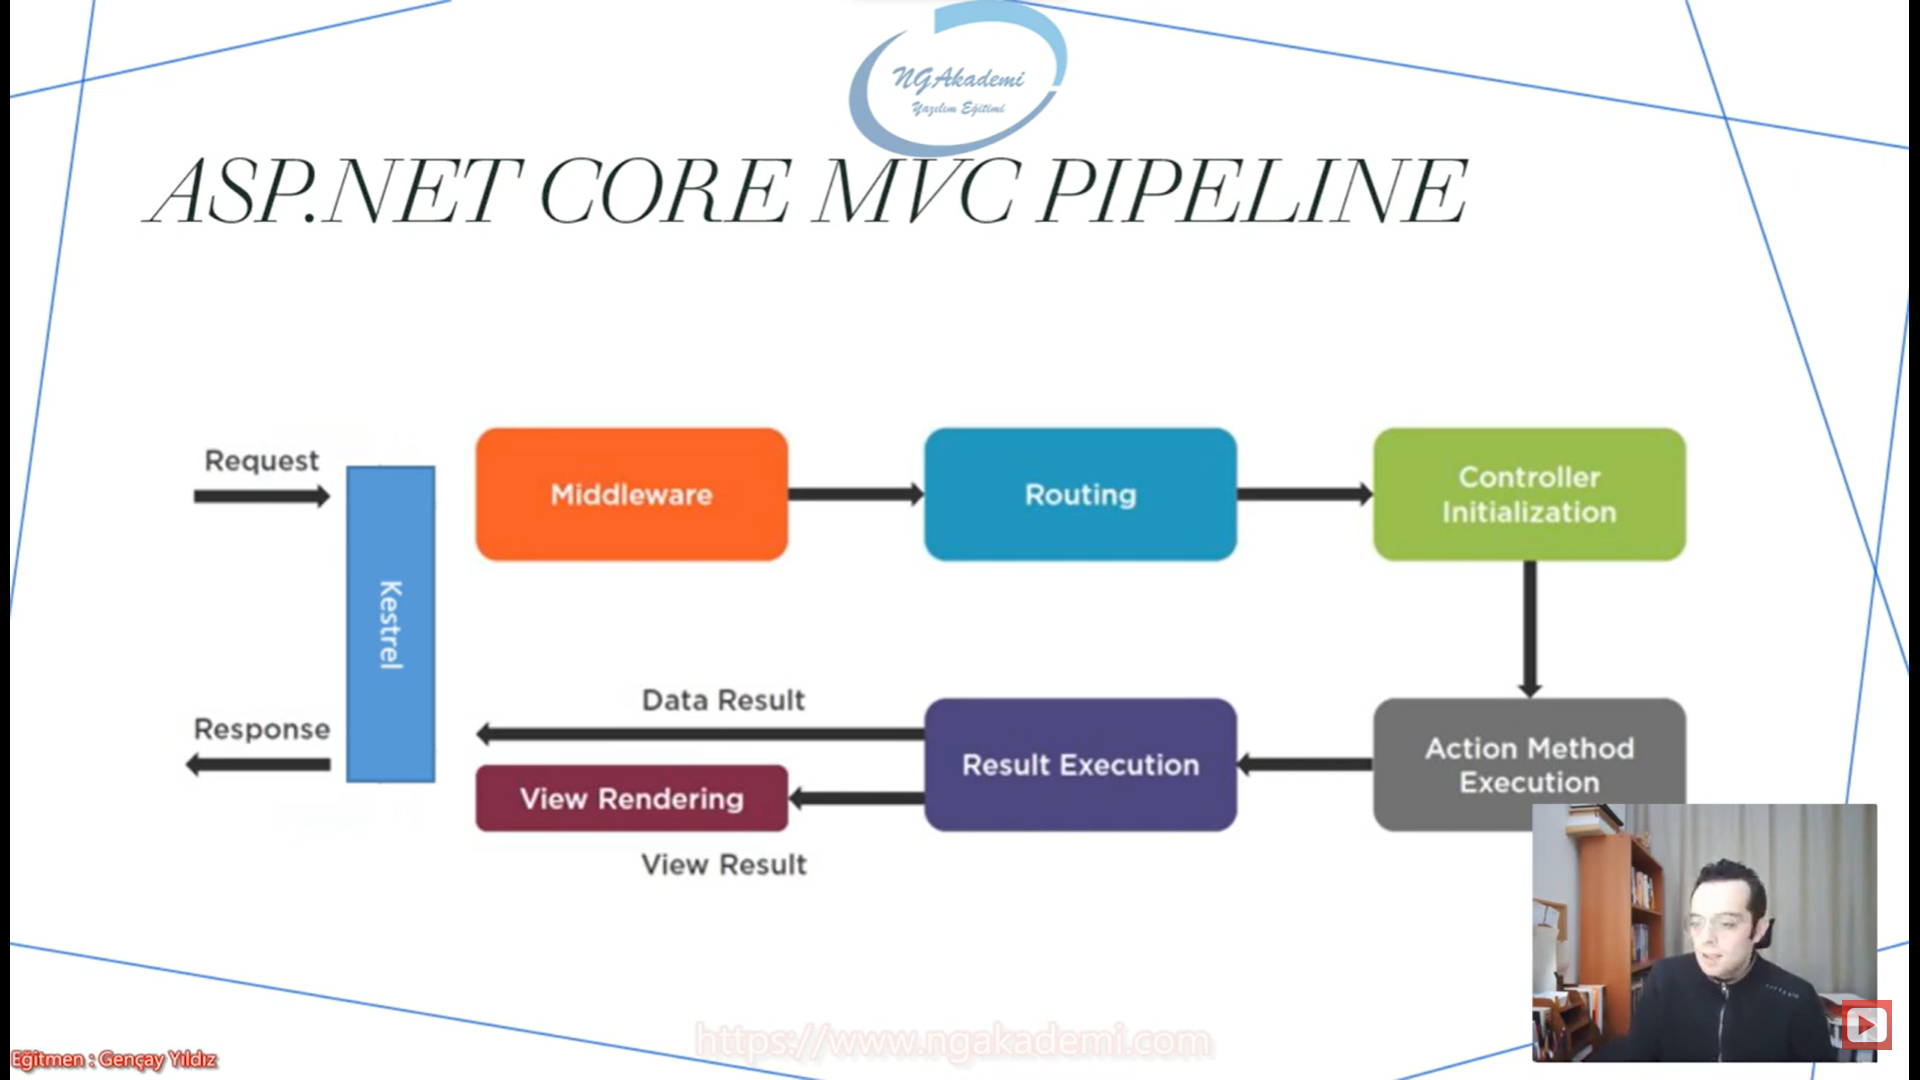 NGAkademi
Yazılım Eğitimi
ASP.NET CORE MVC PIPELINE
Request
Kestrel
Middleware
Routing
Controller
Initialization
Response
Data Result
View Rendering
View Result
Result Execution
Action Method
Execution
https://www.ngakademi.com
Eğitmen : Gençay Yıldız